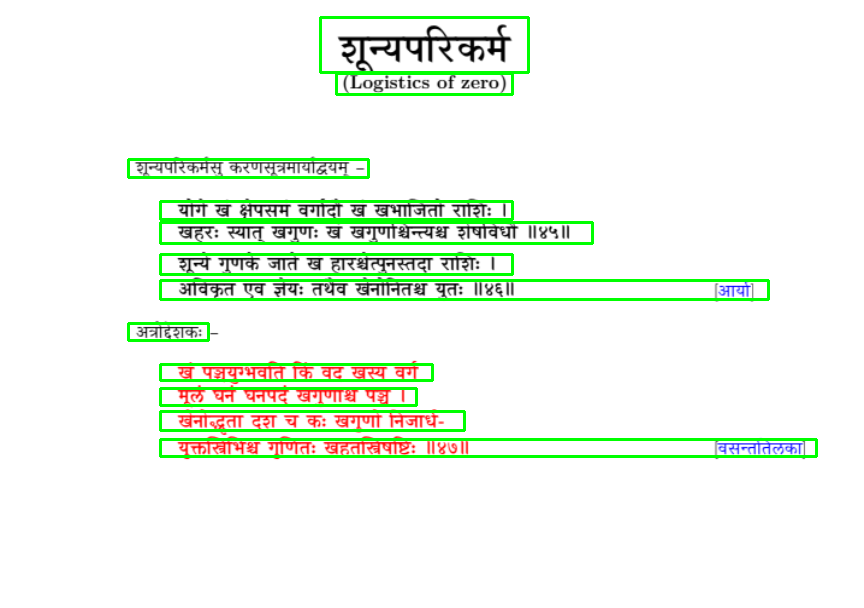 शून्यपरिकर्म
(Logistics of zero)
शून्यपरिकर्मसु करणसूत्रमार्याद्वयम् –
योगे खं क्षेपसमं वर्गादौ खं खभाजितो राशिः ।
खहरः स्यात् खगुणः खं खगुणश्चिन्त्यश्च शेषविधौ ॥४५॥
शून्ये गुणके जाते खं हारश्चेत्पुनस्तदा राशिः ।
अविकृत एव ज्ञेयः तथैव खेनोनितश्च युतः ॥४६॥ [आर्या]
अत्रोद्देशकः –
खं पञ्चयुग्भवति किं वद खस्य वर्गं
मूलं घनं घनपदं खगुणाश्च पञ्च ।
खेनोद्धृता दश च कः खगुणो निजार्ध-
युक्तस्त्रिभिश्च गुणितः खहतस्त्रिषष्टिः ॥४७॥ [वसन्ततिलका]